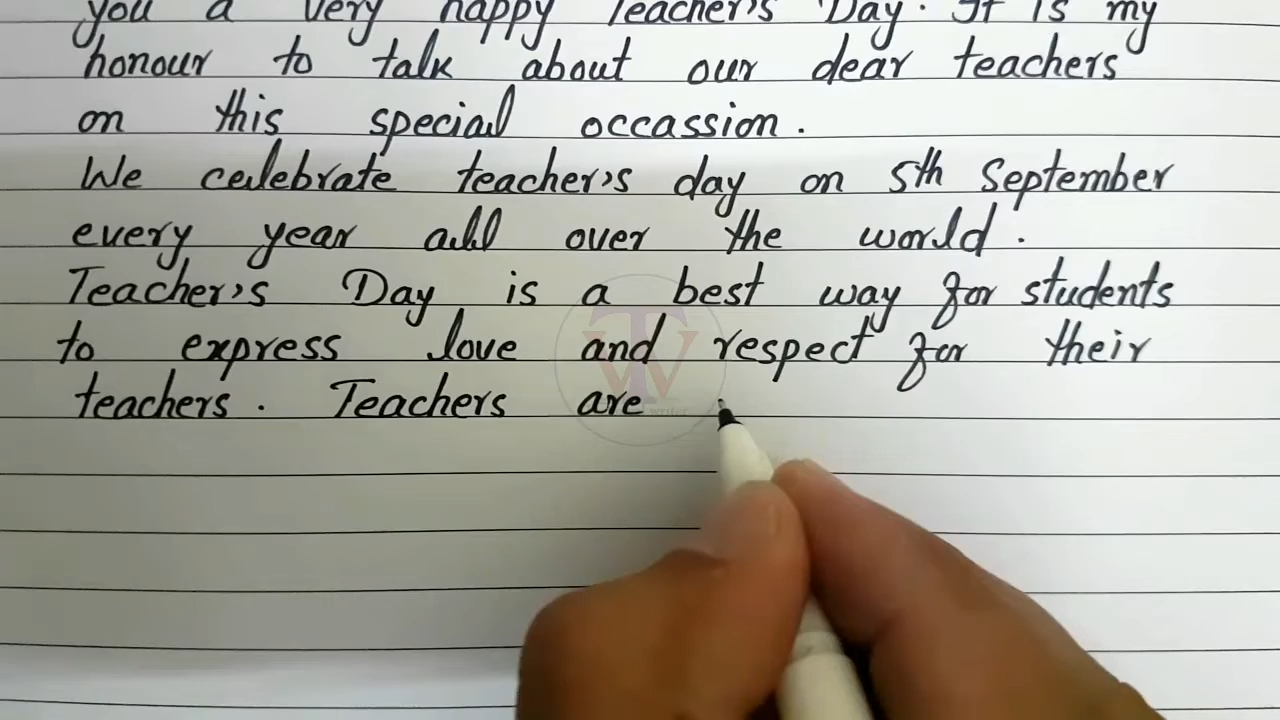 you a very happy Teacher's Day. It is my
honour to talk about our dear teachers
on this special occassion.
We celebrate teacher's day on 5th September
every year all over the world.
Teacher's Day is a best way for students
to express love and respect for their
teachers. Teachers are
TW
writer